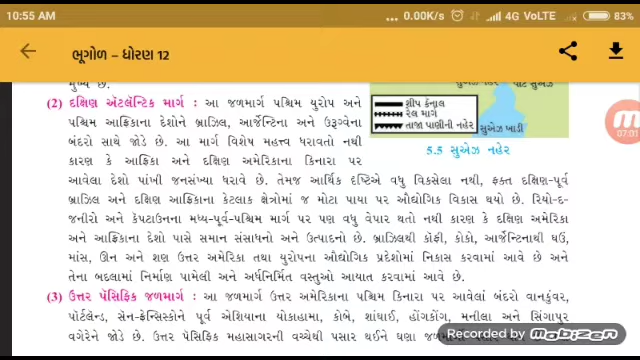 10:55 AM ... 0.00K/s 4G VoLTE 83%
ભૂગોળ – ધોરણ 12
મુખ્ય છે.
શીપ કેનાલ
રેલ માર્ગ
તાજા પાણીની નહેર
સુએઝ ખાડી
5.5 સુએઝ નહેર
07:01
(2) દક્ષિણ ઍટલૅન્ટિક માર્ગ : આ જળમાર્ગ પશ્ચિમ યુરોપ અને
પશ્ચિમ આફ્રિકાના દેશોને બ્રાઝિલ, આર્જેન્ટિના અને ઉરુગ્વેના
બંદરો સાથે જોડે છે. આ માર્ગ વિશેષ મહત્ત્વ ધરાવતો નથી
કારણ કે આફ્રિકા અને દક્ષિણ અમેરિકાના કિનારા પર
આવેલા દેશો પાંખી જનસંખ્યા ધરાવે છે. તેમજ આર્થિક દૃષ્ટિએ વધુ વિકસેલા નથી, ફક્ત દક્ષિણ-પૂર્વ
બ્રાઝિલ અને દક્ષિણ આફ્રિકાના કેટલાક ક્ષેત્રોમાં જ મોટા પાયા પર ઔદ્યોગિક વિકાસ થયો છે. રિયો-દ-
જનીરો અને કેપટાઉનના મધ્ય-પૂર્વ-પશ્ચિમ માર્ગ પર પણ વધુ વેપાર થતો નથી કારણ કે દક્ષિણ અમેરિકા
અને આફ્રિકાના દેશો પાસે સમાન સંસાધનો અને ઉત્પાદનો છે. બ્રાઝિલથી કૉફી, કોકો, આર્જેન્ટિનાથી ઘઉં,
માંસ, ઊન અને શણ ઉત્તર અમેરિકા તથા યુરોપના ઔદ્યોગિક પ્રદેશોમાં નિકાસ કરવામાં આવે છે અને
તેના બદલામાં નિર્માણ પામેલી અને અર્ધનિર્મિત વસ્તુઓ આયાત કરવામાં આવે છે.
(3) ઉત્તર પૅસિફિક જળમાર્ગ : આ જળમાર્ગ ઉત્તર અમેરિકાના પશ્ચિમ કિનારા પર આવેલાં બંદરો વાનકુંવર,
પોર્ટલેન્ડ, સૅન-ફ્રેન્સિસ્કોને પૂર્વ એશિયાના યોકાહામા, કોબે, શાંઘાઈ, હોંગકોંગ, મનીલા અને સિંગાપુર
વગેરેને જોડે છે. ઉત્તર પૅસિફિક મહાસાગરની વચ્ચેથી પસાર થઈને ઘણા
Recorded by mobizen